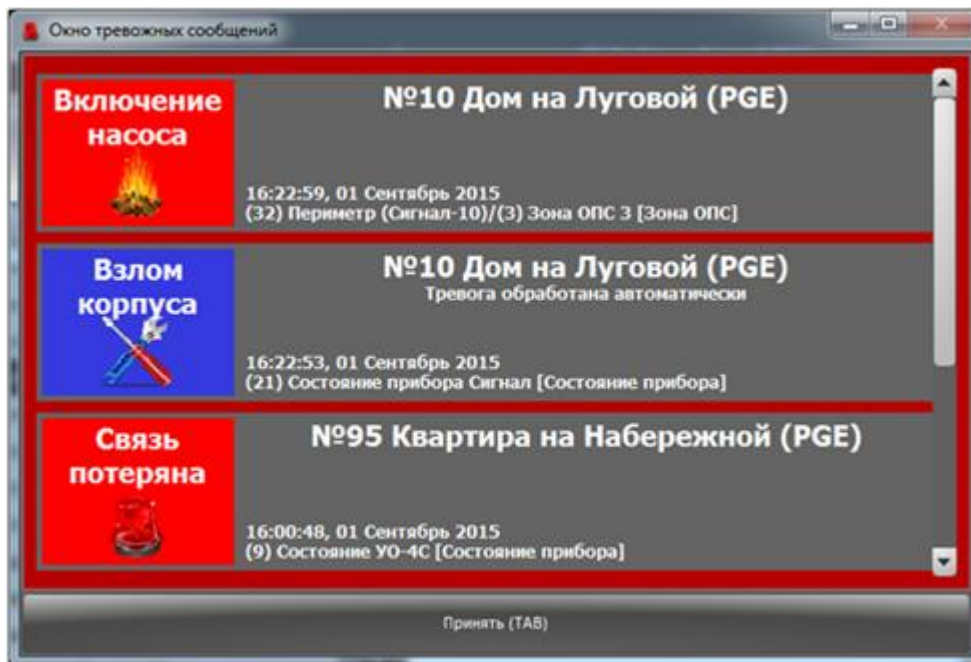 Окно тревожных сообщений
Включение
насоса
№10 Дом на Луговой (PGE)
16:22:59, 01 Сентябрь 2015
(32) Периметр (Сигнал-10)/(3) Зона ОПС 3 [Зона ОПС]
Взлом
корпуса
№10 Дом на Луговой (PGE)
Тревога обработана автоматически
16:22:53, 01 Сентябрь 2015
(21) Состояние прибора Сигнал [Состояние прибора]
Связь
потеряна
№95 Квартира на Набережной (PGE)
16:00:48, 01 Сентябрь 2015
(9) Состояние УО-4С [Состояние прибора]
Принять (TAB)